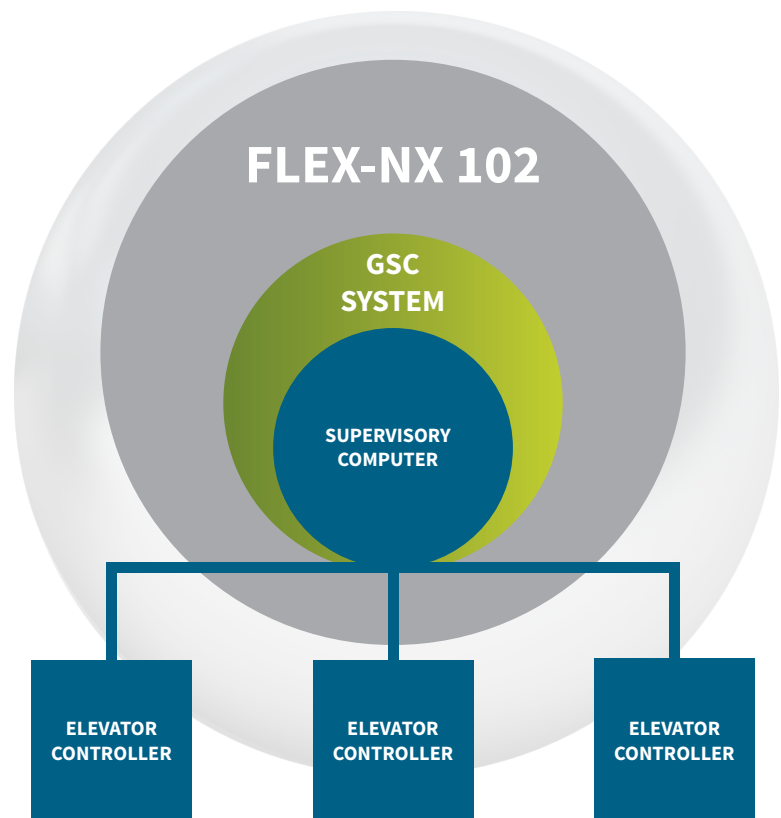 FLEX-NX 102
GSC
SYSTEM
SUPERVISORY
COMPUTER
ELEVATOR
CONTROLLER
ELEVATOR
CONTROLLER
ELEVATOR
CONTROLLER